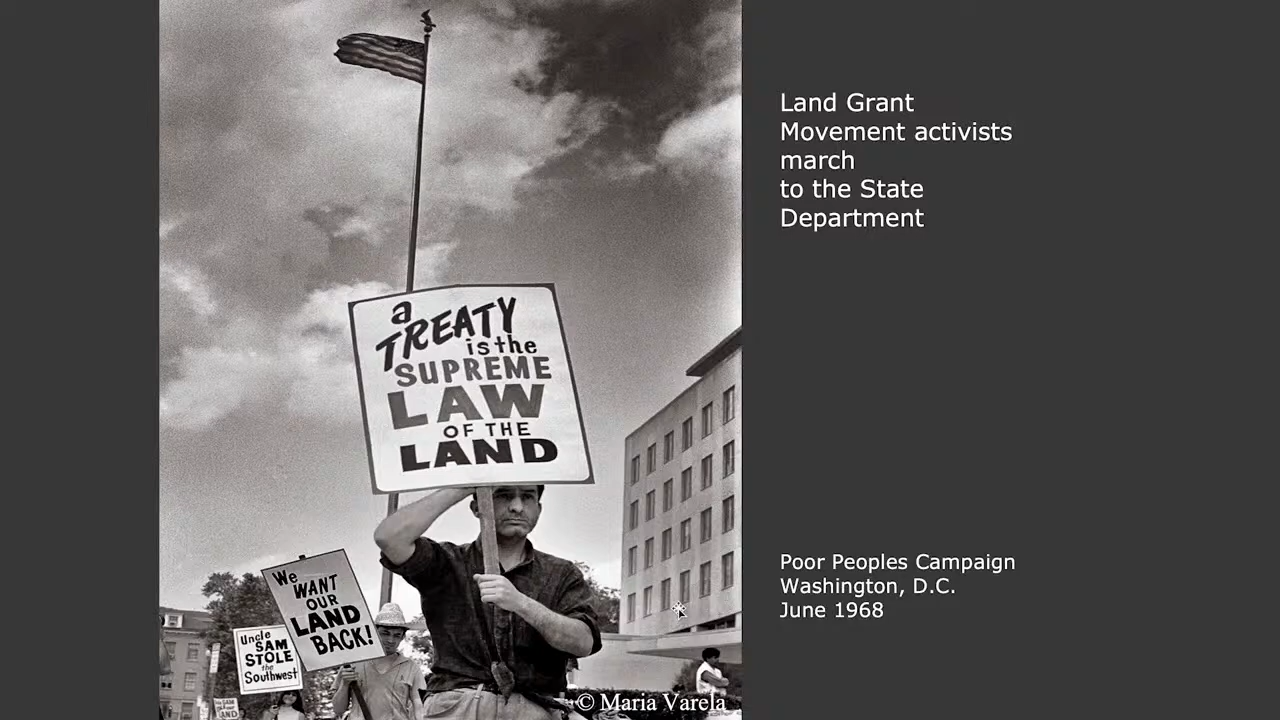 Land Grant
Movement activists
march
to the State
Department
a
TREATY
is the
SUPREME
LAW
OF THE
LAND
We
WANT
OUR
LAND
BACK!
Uncle
SAM
STOLE
the
Southwest
LAND
Poor Peoples Campaign
Washington, D.C.
June 1968
© Maria Varela